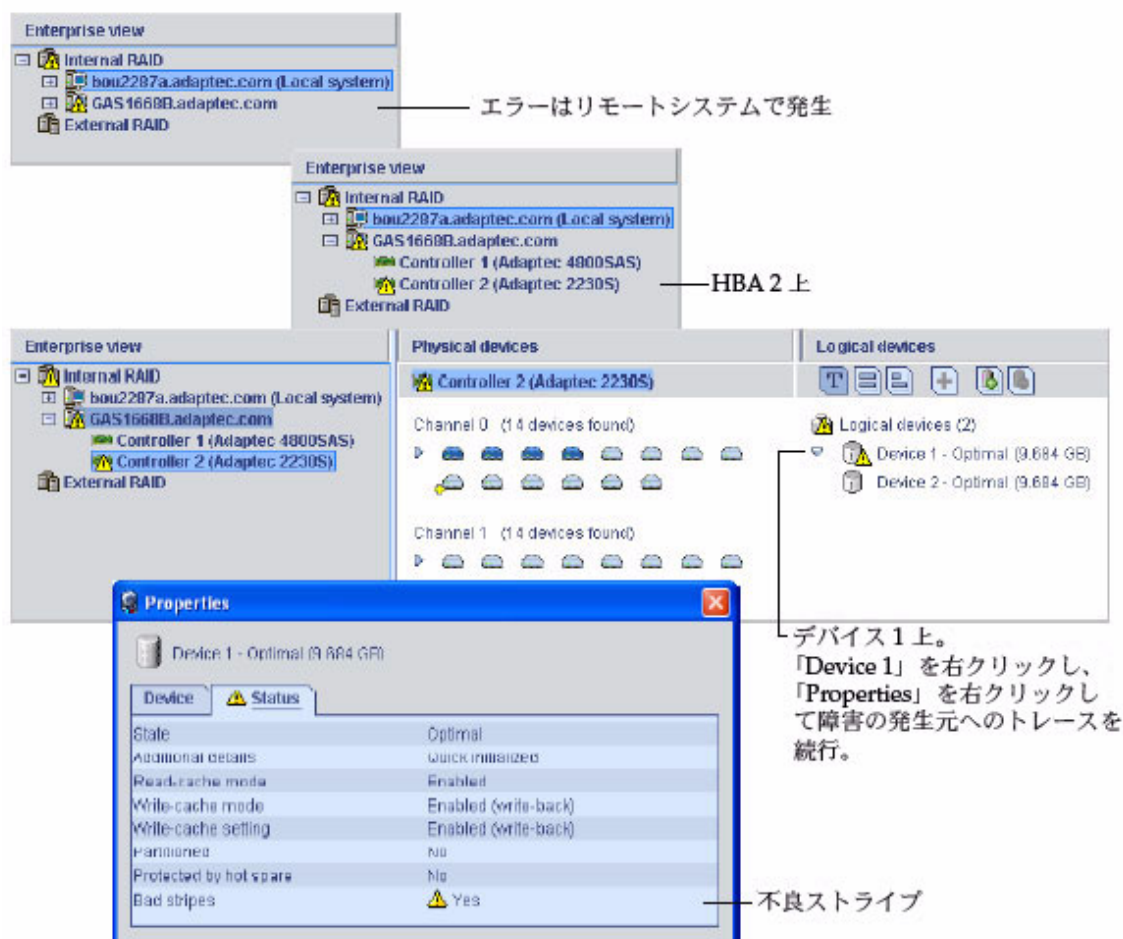 Enterprise view
Internal RAID
bou2287a.adaptec.com (Local system)
GAS1668B.adaptec.com
External RAID
エラーはリモートシステムで発生
Enterprise view
Internal RAID
bou2287a.adaptec.com (Local system)
GAS1668B.adaptec.com
Controller 1 (Adaptec 4800SAS)
Controller 2 (Adaptec 2230S)
External RAID
HBA 2 上
Enterprise view
Internal RAID
bou2287a.adaptec.com (Local system)
GAS1668B.adaptec.com
Controller 1 (Adaptec 4800SAS)
Controller 2 (Adaptec 2230S)
External RAID
Physical devices
Controller 2 (Adaptec 2230S)
Channel 0 (14 devices found)
Channel 1 (14 devices found)
Logical devices
Logical devices (2)
Device 1 - Optimal (9.684 GB)
Device 2 - Optimal (9.684 GB)
デバイス 1 上。
「Device 1」を右クリックし、
「Properties」を右クリックし
て障害の発生元へのトレースを
続行。
Properties
Device 1 - Optimal (9.684 GB)
Device
Status
State Optimal
Additional details Quick initialized
Read-cache mode Enabled
Write-cache mode Enabled (write-back)
Write-cache setting Enabled (write-back)
Partitioned No
Protected by hot spare No
Bad stripes Yes
不良ストライプ